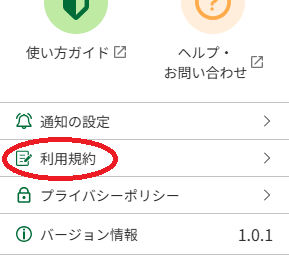 使い方ガイド
ヘルプ・
お問い合わせ
通知の設定
利用規約
プライバシーポリシー
バージョン情報 1.0.1